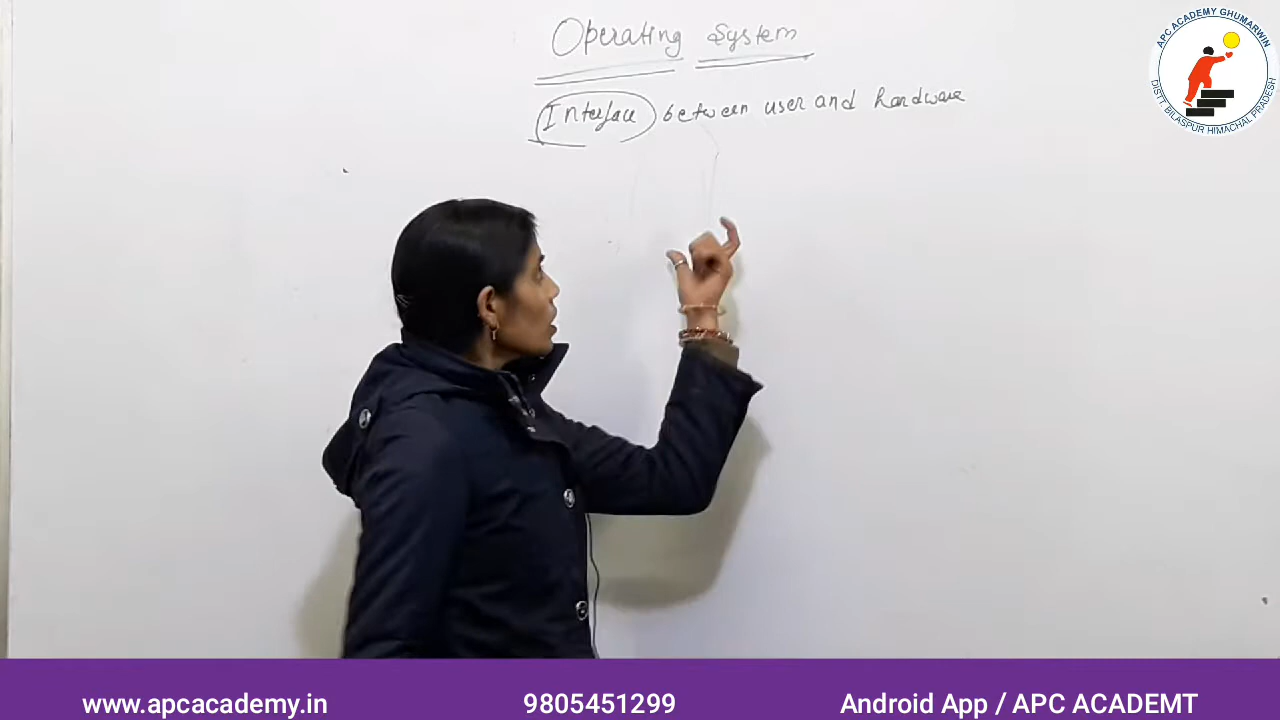 Operating System
Interface between user and hardware
APC ACADEMY GHUMARWIN
DISTT BILASPUR HIMACHAL PRADESH
www.apcacademy.in
9805451299
Android App / APC ACADEMT